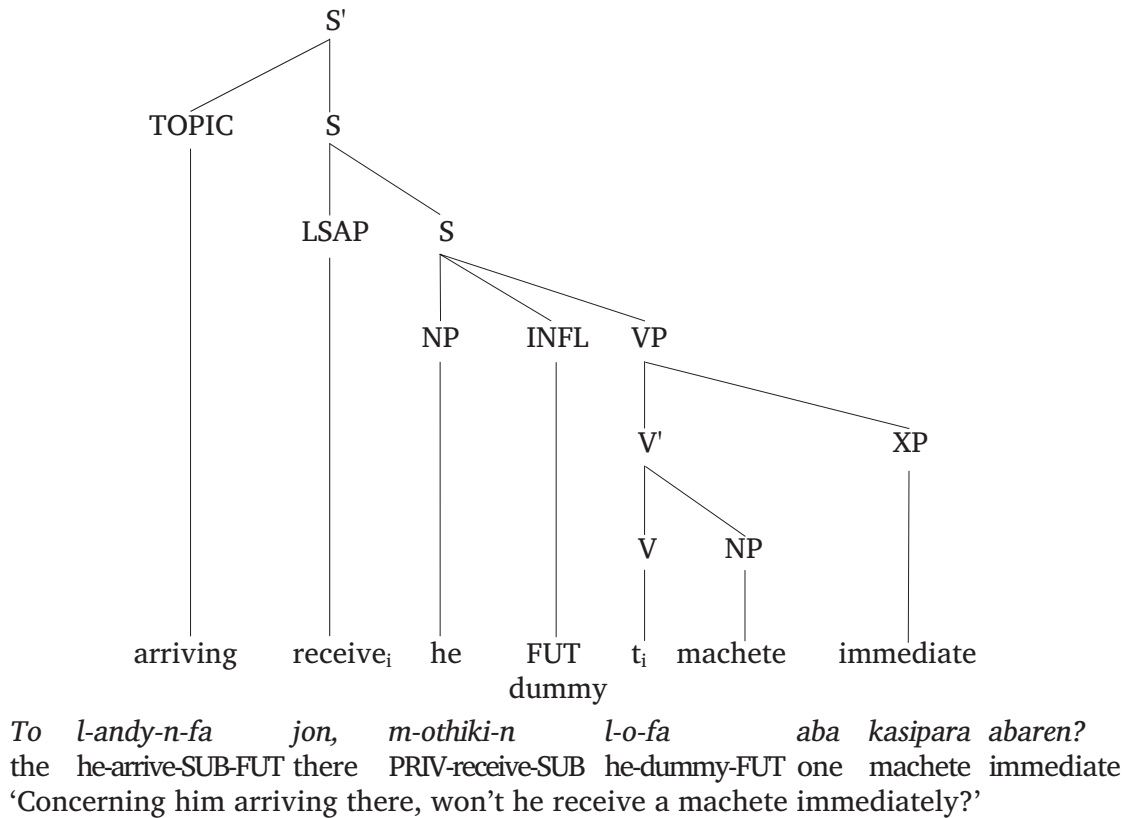 S'
TOPIC S
LSAP S
NP INFL VP
V' XP
V NP
arriving receiveᵢ he FUT tᵢ machete immediate
dummy
To l-andy-n-fa jon, m-othiki-n l-o-fa aba kasipara abaren?
the he-arrive-SUB-FUT there PRIV-receive-SUB he-dummy-FUT one machete immediate
‘Concerning him arriving there, won’t he receive a machete immediately?’